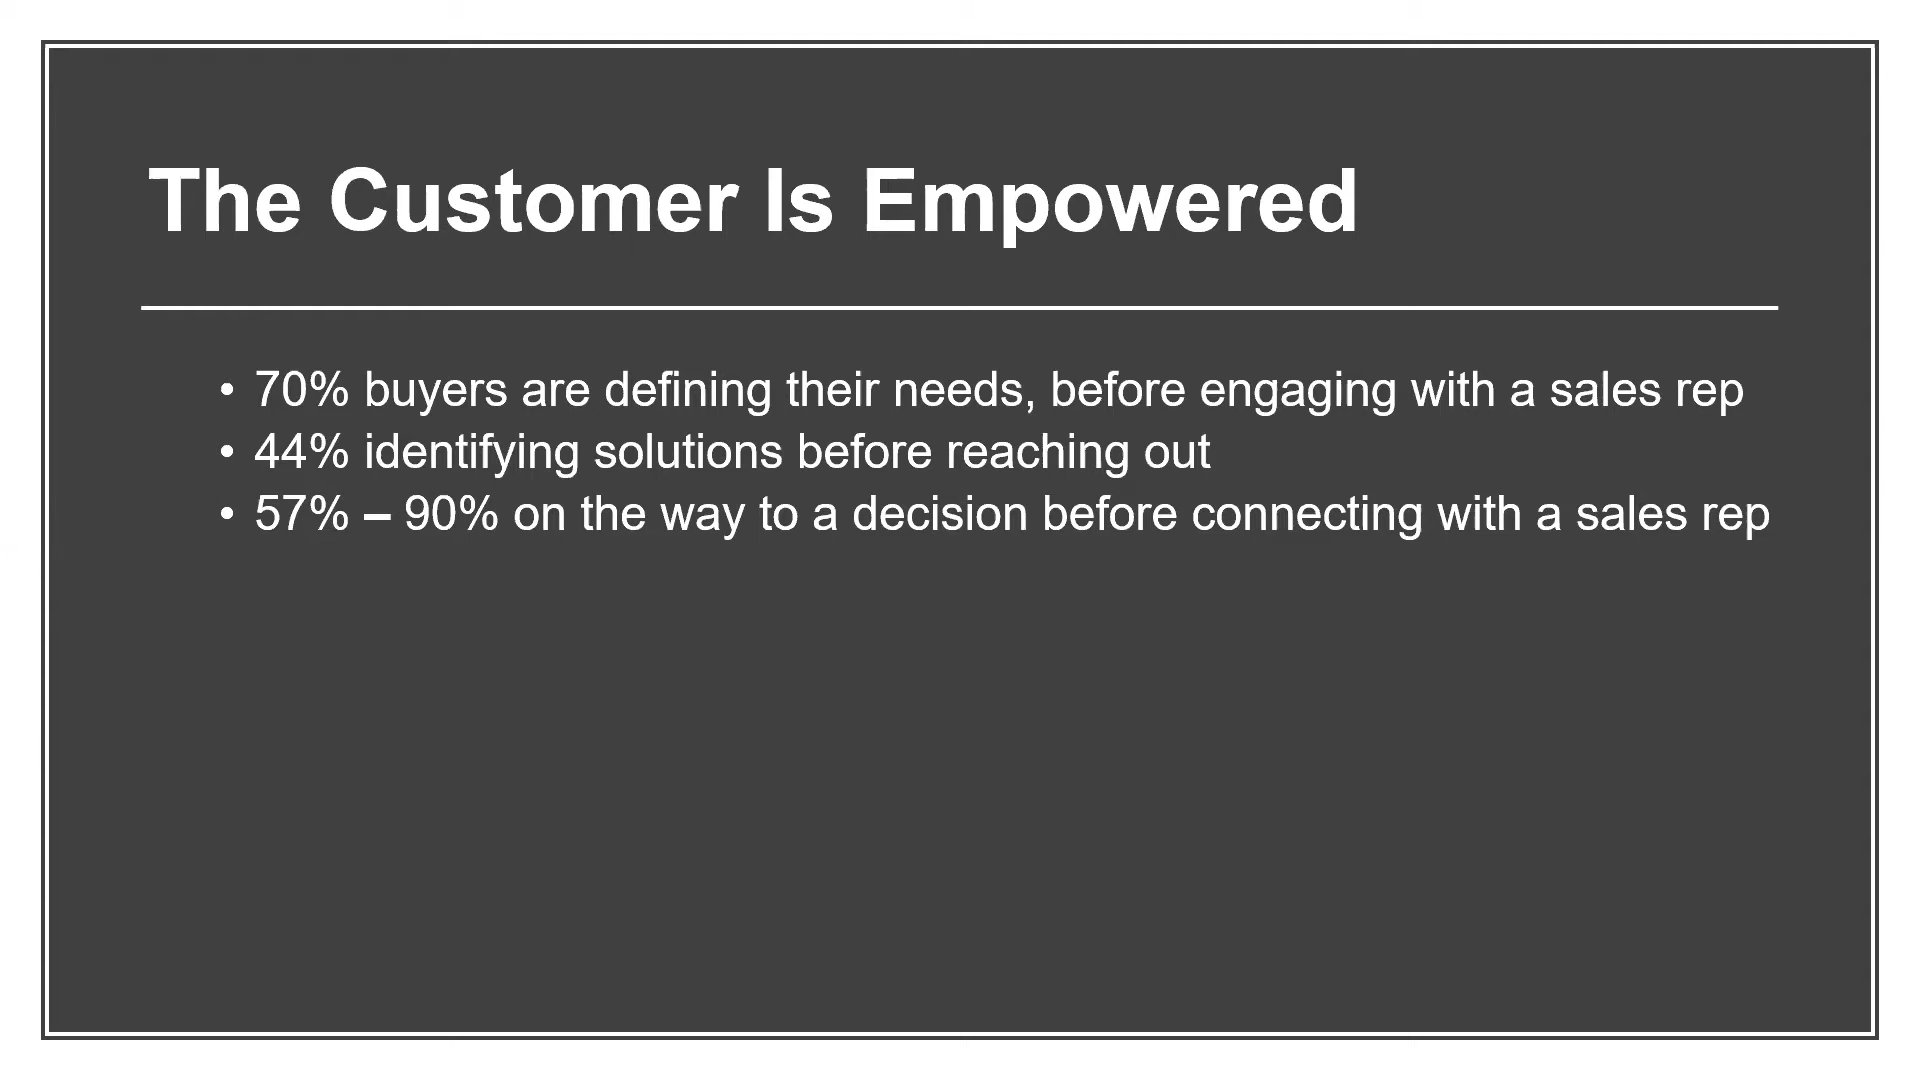 The Customer Is Empowered
• 70% buyers are defining their needs, before engaging with a sales rep
• 44% identifying solutions before reaching out
• 57% – 90% on the way to a decision before connecting with a sales rep